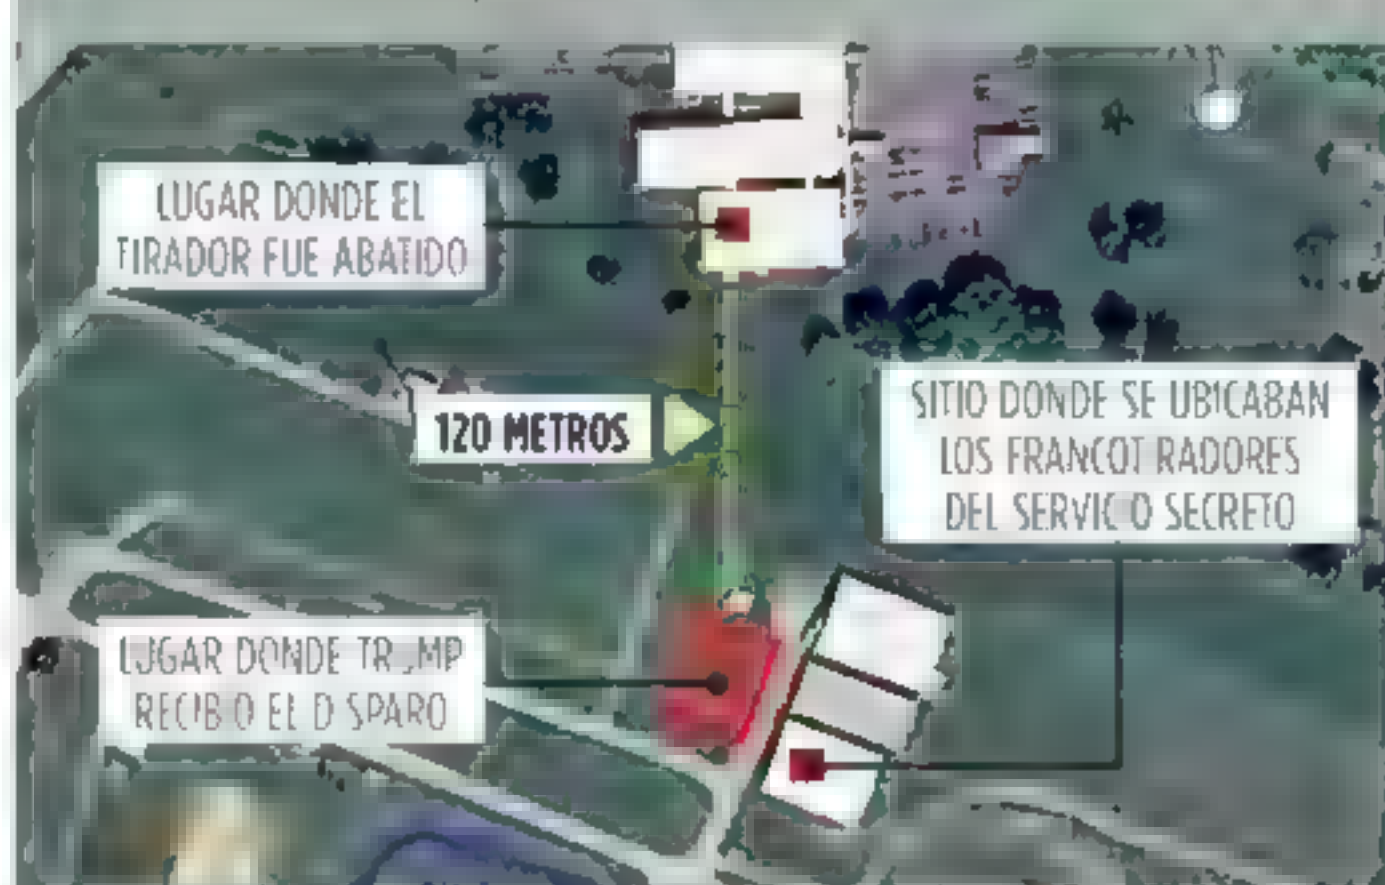 LUGAR DONDE EL
TIRADOR FUE ABATIDO
120 METROS
SITIO DONDE SE UBICABAN
LOS FRANCOTIRADORES
DEL SERVICIO SECRETO
LUGAR DONDE TRUMP
RECIBIO EL DISPARO